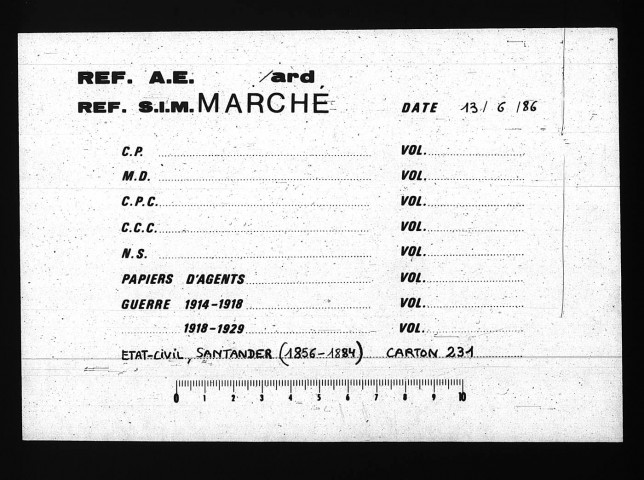 REF. A.E. /ard
REF. S.I.M. MARCHÉ DATE 13/6/86
C.P. VOL.
M.D. VOL.
C.P.C. VOL.
C.C.C. VOL.
N.S. VOL.
PAPIERS D'AGENTS VOL.
GUERRE 1914-1918 VOL.
1918-1929 VOL.
ETAT-CIVIL, SANTANDER (1856-1884) CARTON 231
0 1 2 3 4 5 6 7 8 9 10